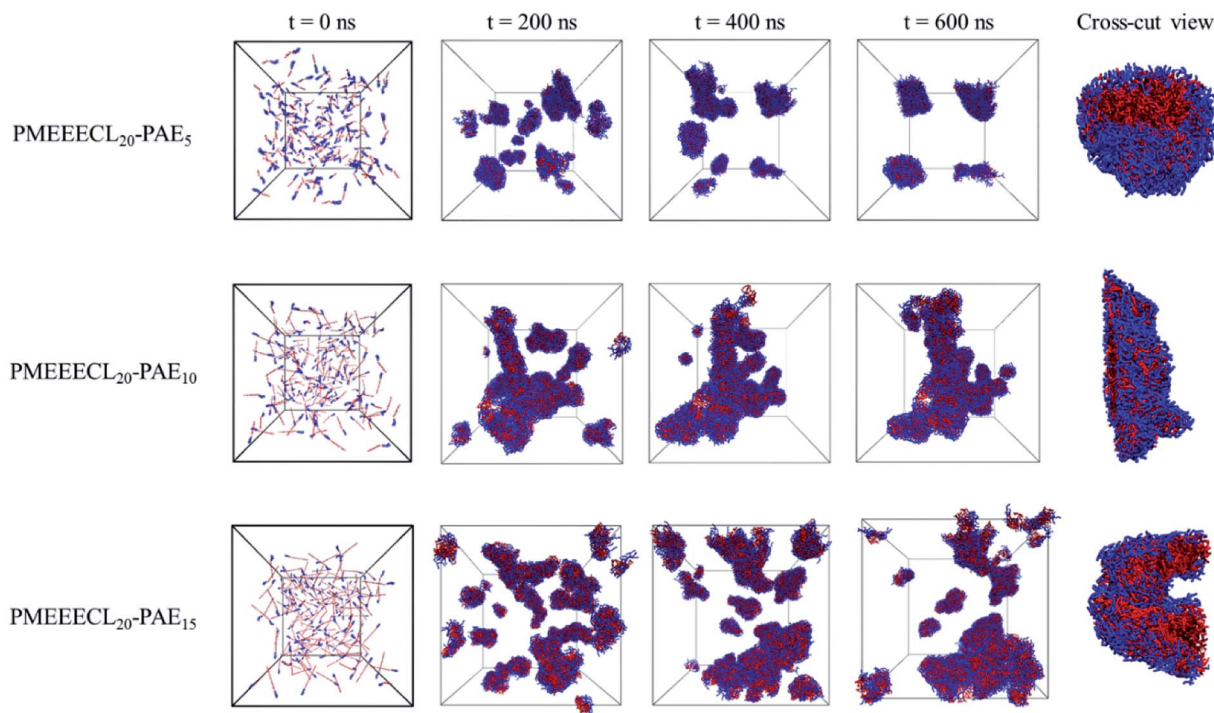 t = 0 ns t = 200 ns t = 400 ns t = 600 ns Cross-cut view
PMEEECL₂₀-PAE₅
PMEEECL₂₀-PAE₁₀
PMEEECL₂₀-PAE₁₅